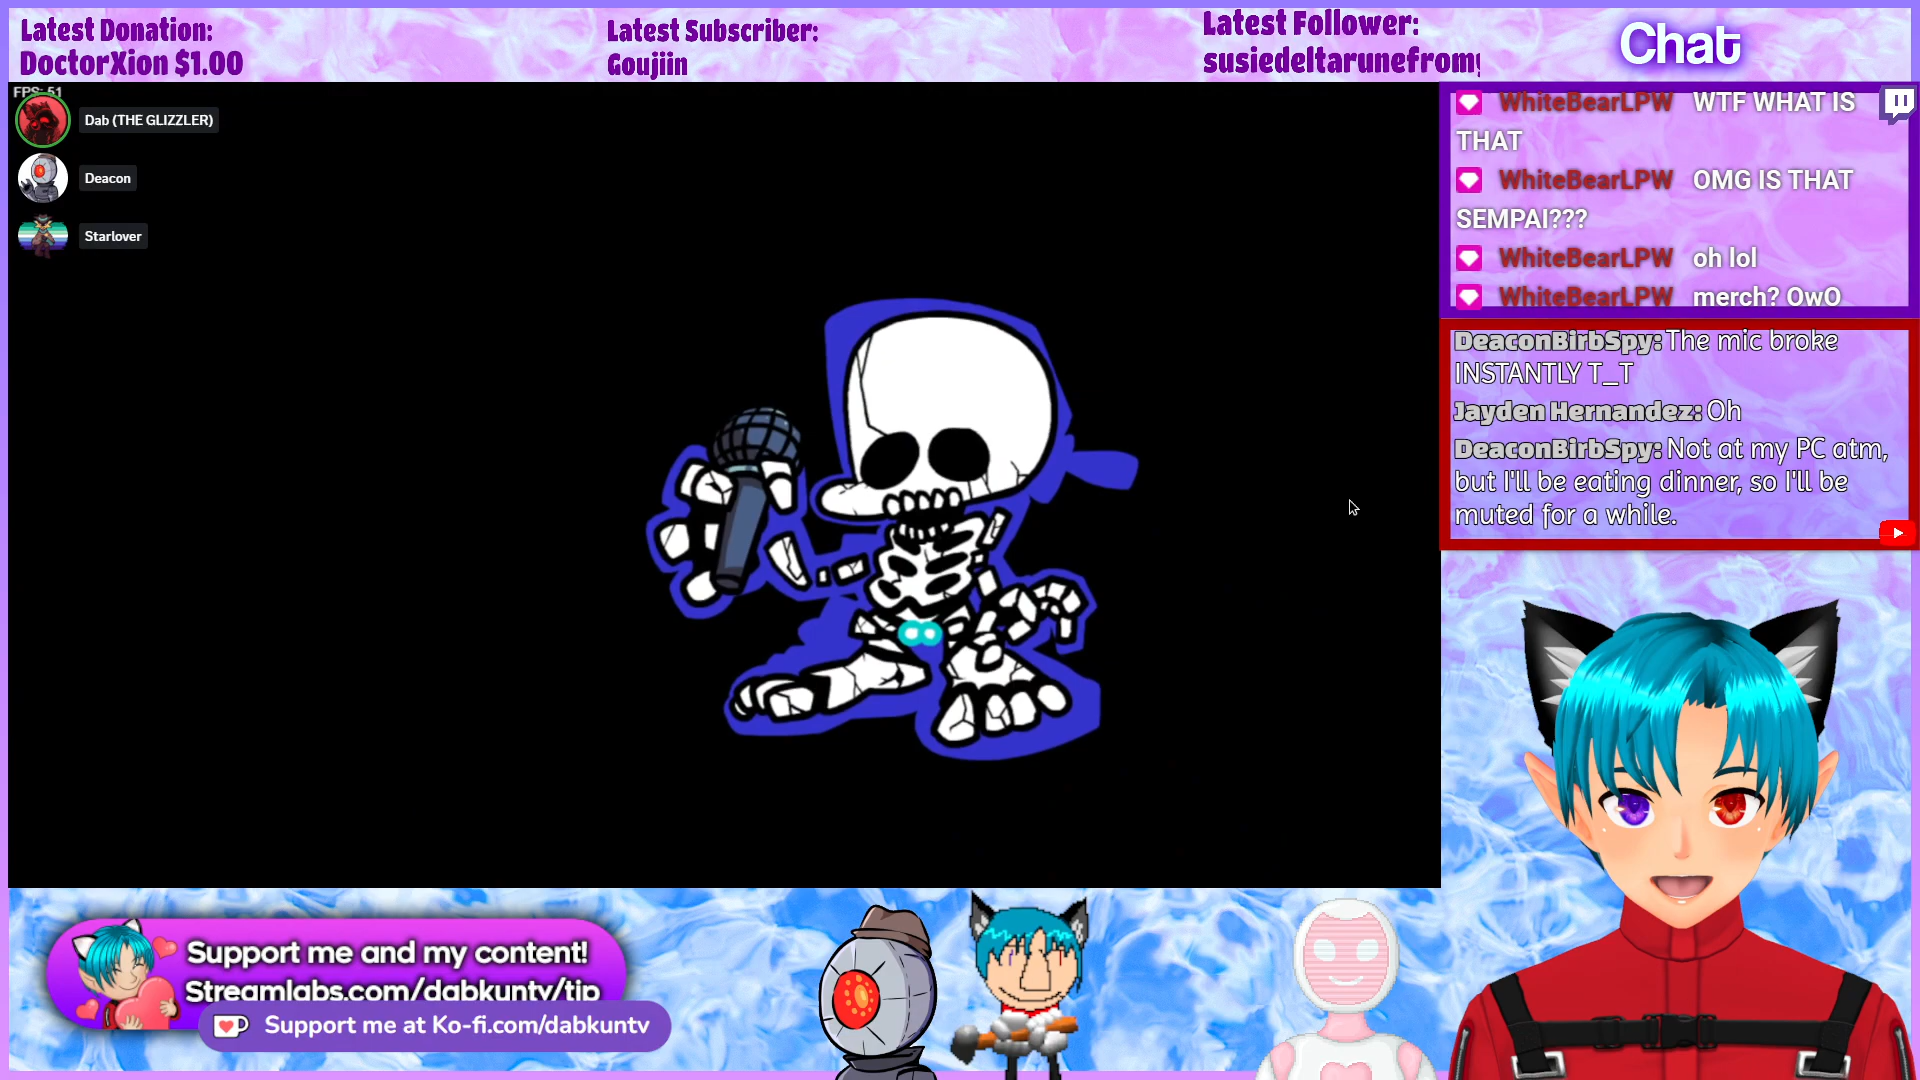 Latest Donation:
DoctorXion $1.00
Latest Subscriber:
Goujiin
Latest Follower:
susiedeltarunefrom
Chat
FPS: 51
Dab (THE GLIZZLER)
Deacon
Starlover
WhiteBearLPW WTF WHAT IS
THAT
WhiteBearLPW OMG IS THAT
SEMPAI???
WhiteBearLPW oh lol
WhiteBearLPW merch? OwO
DeaconBirbSpy: The mic broke
INSTANTLY T_T
Jayden Hernandez: Oh
DeaconBirbSpy: Not at my PC atm,
but I'll be eating dinner, so I'll be
muted for a while.
Support me and my content!
Streamlabs.com/dabkuntv/tip
Support me at Ko-fi.com/dabkuntv